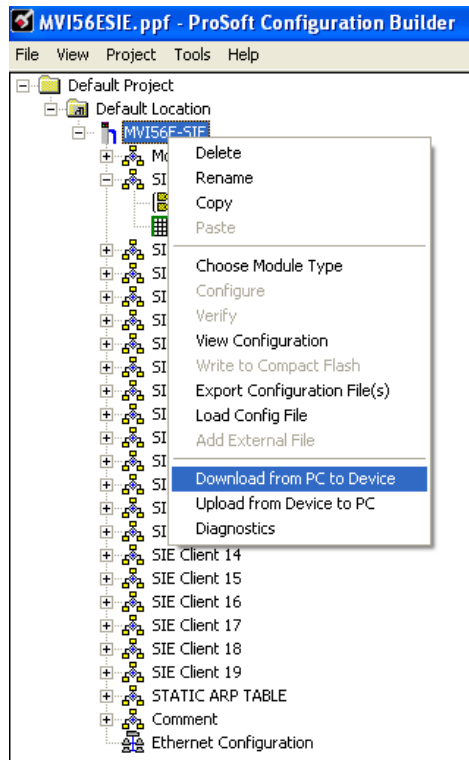 MVI56ESIE.ppf - ProSoft Configuration Builder
File View Project Tools Help
Default Project
Default Location
MVI56E-SIE
Delete
Rename
Copy
Paste
Choose Module Type
Configure
Verify
View Configuration
Write to Compact Flash
Export Configuration File(s)
Load Config File
Add External File
Download from PC to Device
Upload from Device to PC
Diagnostics
SIE Client 14
SIE Client 15
SIE Client 16
SIE Client 17
SIE Client 18
SIE Client 19
STATIC ARP TABLE
Comment
Ethernet Configuration